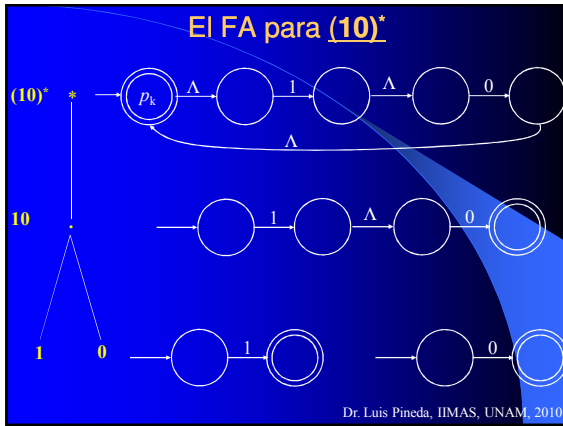 El FA para (10)*
(10)* * p_k Λ 1 Λ 0
Λ
10 . 1 Λ 0
1 0 1 0
Dr. Luis Pineda, IIMAS, UNAM, 2010